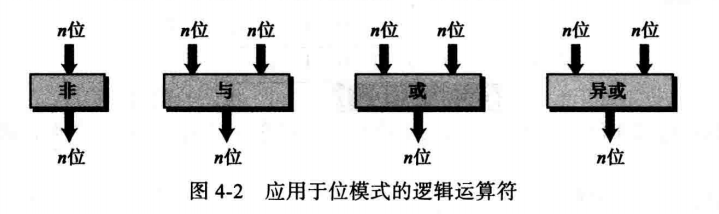 n位 n位 n位 n位 n位 n位 n位
非 与 或 异或
n位 n位 n位 n位
图 4-2 应用于位模式的逻辑运算符